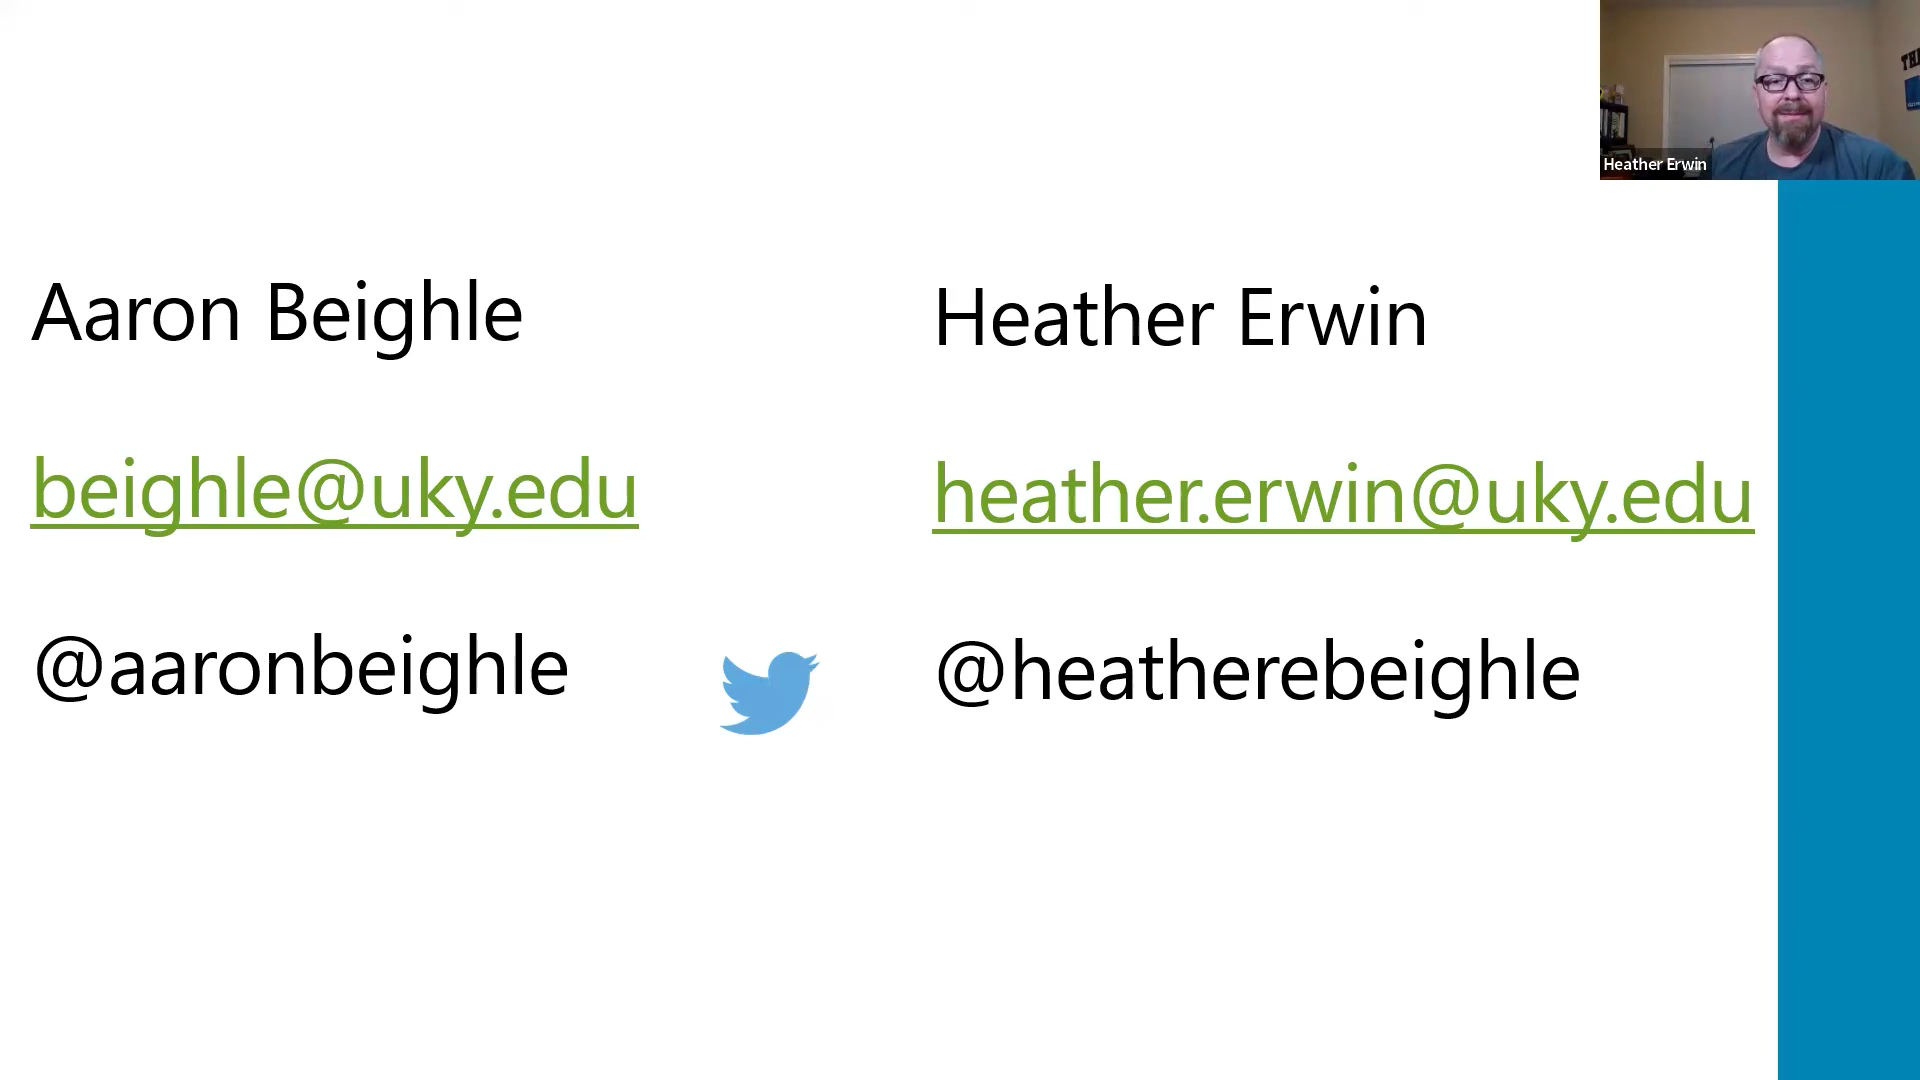 Heather Erwin
Aaron Beighle
beighle@uky.edu
@aaronbeighle
Heather Erwin
heather.erwin@uky.edu
@heatherebeighle